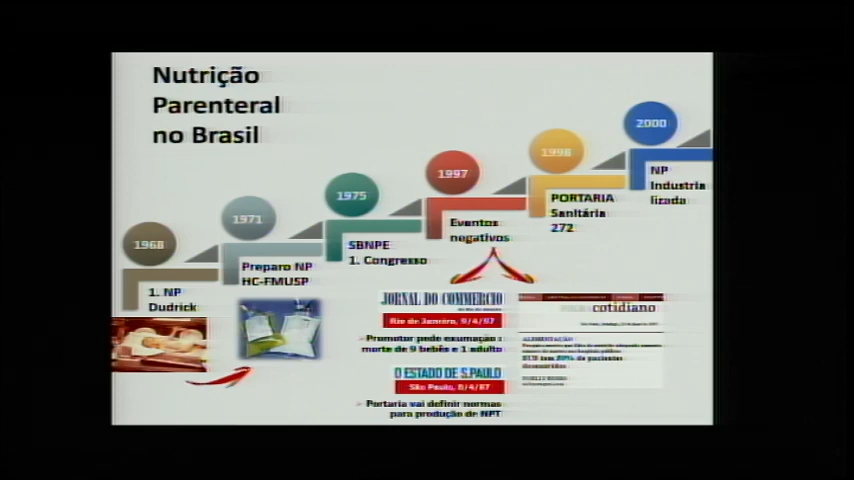 Nutrição
Parenteral
no Brasil
1968
1. NP
Dudrick
1971
Preparo NP
HC-FMUSP
1975
SBNPE
1. Congresso
1997
Eventos
negativos
1998
PORTARIA
Sanitária
272
2000
NP
Industria
lizada
JORNAL DO COMMERCIO
Rio de Janeiro, 9/4/97
Promotor pede exumação
morte de 9 bebês e 1 adulto
O ESTADO DE S.PAULO
São Paulo, 8/4/97
Portaria vai definir normas
para produção de NPT
cotidiano
ALIMENTAÇÃO